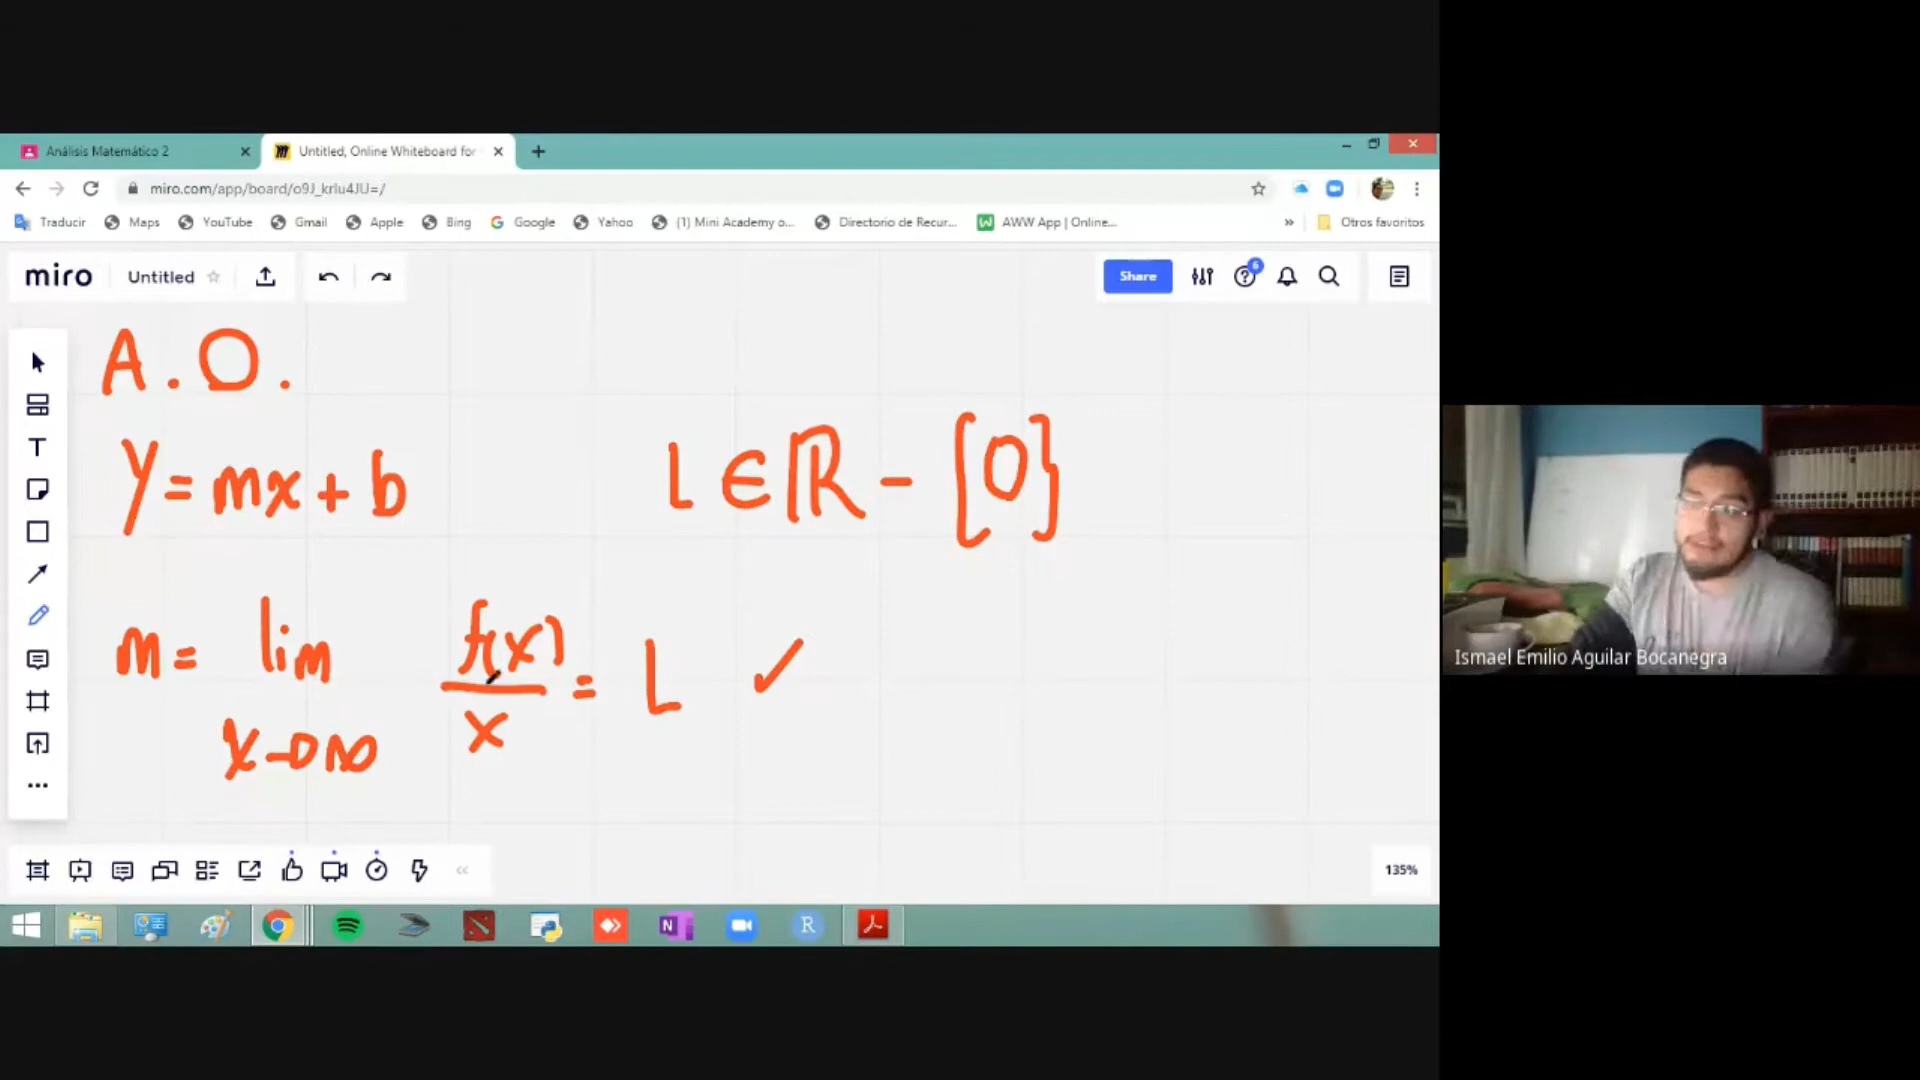 Análisis Matemático 2
Untitled, Online Whiteboard for
miro.com/app/board/o9J_krlu4JU=/
Traducir Maps YouTube Gmail Apple Bing Google Yahoo (1) Mini Academy o... Directorio de Recur... AWW App | Online... » Otros favoritos
miro Untitled Share 6
A.O.
y = mx + b
L ∈ ℝ - {0}
m = lim f(x)/x = L ✓
x→∞
T
135%
N R
Ismael Emilio Aguilar Bocanegra